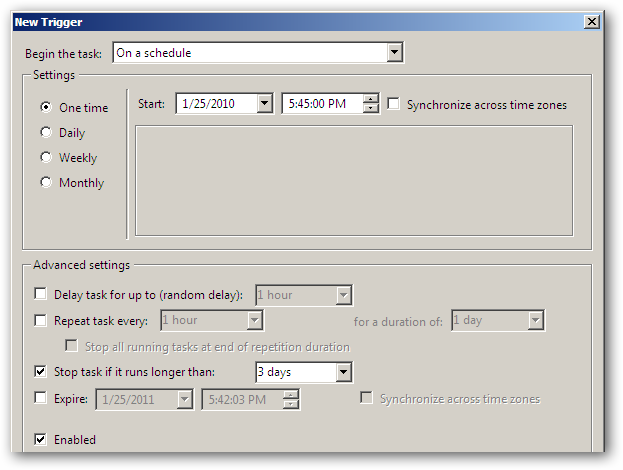 New Trigger
Begin the task: On a schedule
Settings
One time
Start: 1/25/2010 5:45:00 PM Synchronize across time zones
Daily
Weekly
Monthly
Advanced settings
Delay task for up to (random delay): 1 hour
Repeat task every: 1 hour for a duration of: 1 day
Stop all running tasks at end of repetition duration
Stop task if it runs longer than: 3 days
Expire: 1/25/2011 5:42:03 PM Synchronize across time zones
Enabled